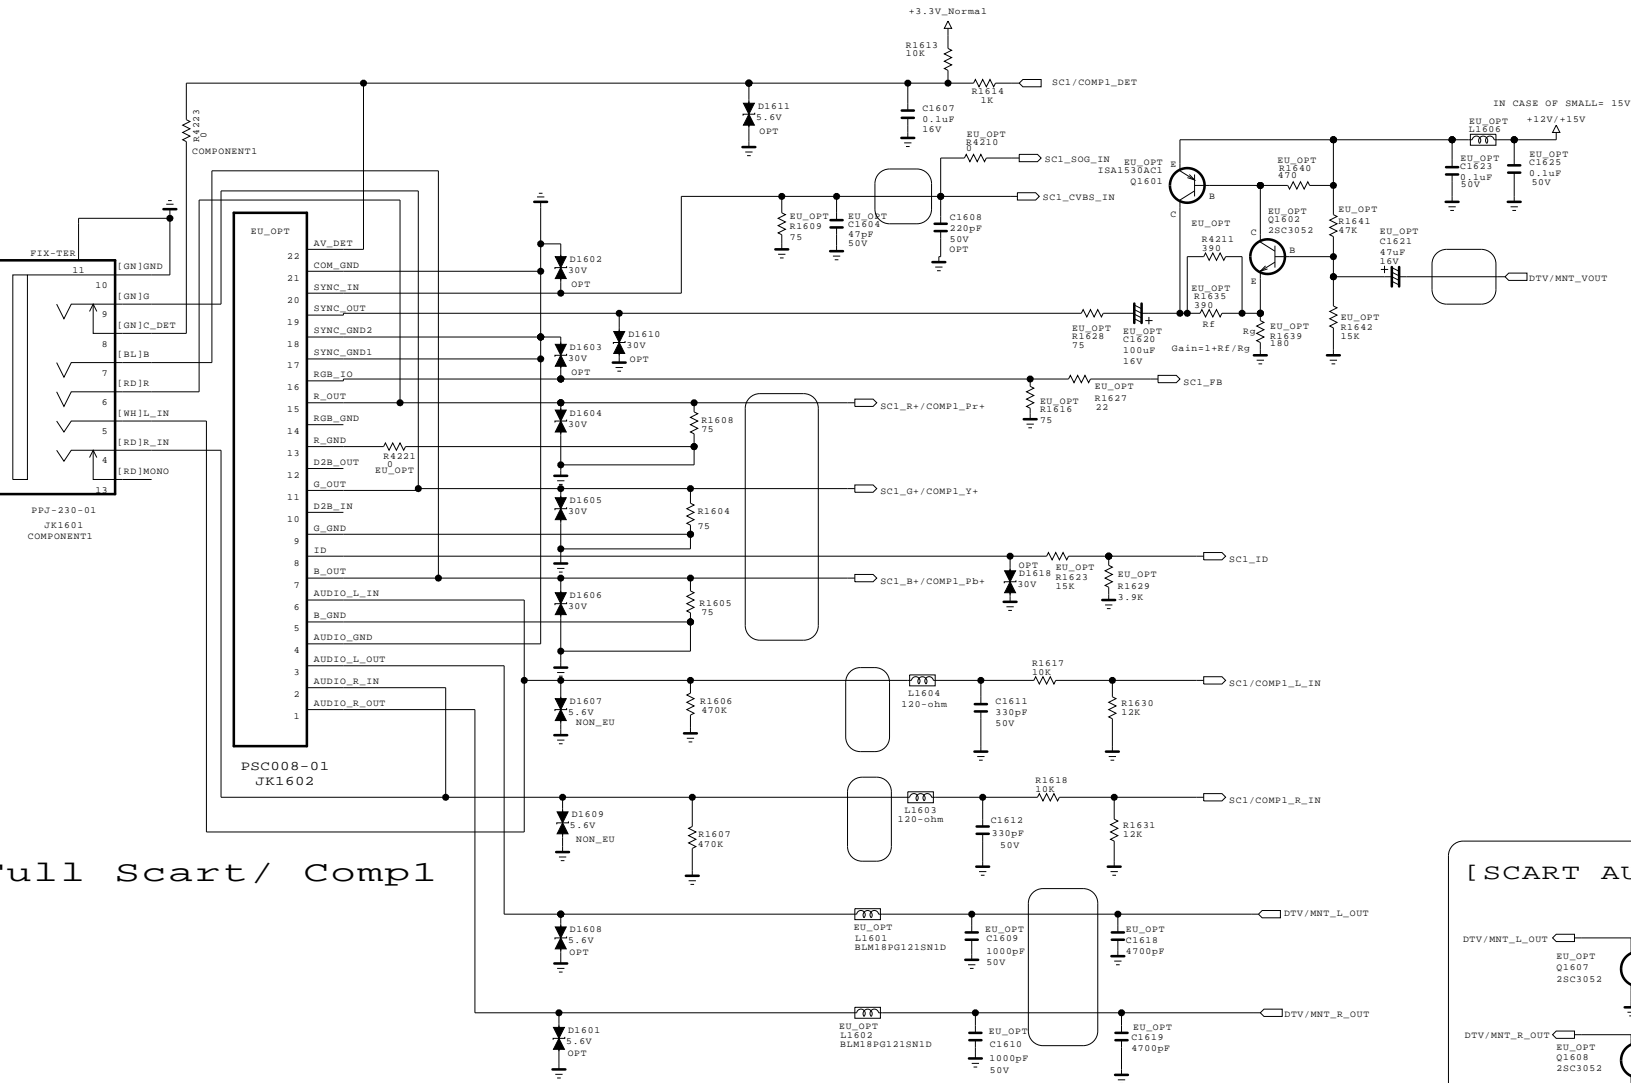 +3.3V_Normal
R1613
10K
SC1/COMP1_DET
R1614
1K
D1611
5.6V
OPT
C1607
0.1uF
16V
R4223
0
COMPONENT1
EU_OPT
R4210
0
SC1_SOG_IN
SC1_CVBS_IN
EU_OPT
R1609
75
EU_OPT
C1604
47pF
50V
C1608
220pF
50V
OPT
IN CASE OF SMALL= 15V
+12V/+15V
EU_OPT
L1606
EU_OPT
C1623
0.1uF
50V
EU_OPT
C1625
0.1uF
50V
EU_OPT
ISA1530AC1
Q1601
E
B
C
EU_OPT
R1640
470
EU_OPT
Q1602
2SC3052
C
B
E
EU_OPT
R1641
47K
EU_OPT
R4211
390
EU_OPT
R1635
390
Rf
EU_OPT
C1621
47uF
16V
+
DTV/MNT_VOUT
EU_OPT
R1642
15K
Rg
EU_OPT
R1639
180
Gain=1+Rf/Rg
EU_OPT
R1628
75
+
EU_OPT
C1620
100uF
16V
FIX-TER
11
[GN]GND
10
[GN]G
9
[GN]C_DET
8
[BL]B
7
[RD]R
6
[WH]L_IN
5
[RD]R_IN
4
[RD]MONO
13
PPJ-230-01
JK1601
COMPONENT1
EU_OPT
AV_DET
22
COM_GND
21
SYNC_IN
20
SYNC_OUT
19
SYNC_GND2
18
SYNC_GND1
17
RGB_IO
16
R_OUT
15
RGB_GND
14
R_GND
13
D2B_OUT
12
G_OUT
11
D2B_IN
10
G_GND
9
ID
8
B_OUT
7
AUDIO_L_IN
6
B_GND
5
AUDIO_GND
4
AUDIO_L_OUT
3
AUDIO_R_IN
2
AUDIO_R_OUT
1
PSC008-01
JK1602
D1602
30V
OPT
D1610
30V
OPT
D1603
30V
OPT
EU_OPT
R1616
75
EU_OPT
R1627
22
SC1_FB
D1604
30V
R1608
75
SC1_R+/COMP1_Pr+
R4221
0
EU_OPT
D1605
30V
R1604
75
SC1_G+/COMP1_Y+
OPT
D1618
30V
EU_OPT
R1623
15K
EU_OPT
R1629
3.9K
SC1_ID
D1606
30V
R1605
75
SC1_B+/COMP1_Pb+
D1607
5.6V
NON_EU
R1606
470K
L1604
120-ohm
C1611
330pF
50V
R1617
10K
R1630
12K
SC1/COMP1_L_IN
D1609
5.6V
NON_EU
R1607
470K
L1603
120-ohm
C1612
330pF
50V
R1618
10K
R1631
12K
SC1/COMP1_R_IN
Full Scart/ Comp1
D1608
5.6V
OPT
EU_OPT
L1601
BLM18PG121SN1D
EU_OPT
C1609
1000pF
50V
EU_OPT
C1618
4700pF
DTV/MNT_L_OUT
D1601
5.6V
OPT
EU_OPT
L1602
BLM18PG121SN1D
EU_OPT
C1610
1000pF
50V
EU_OPT
C1619
4700pF
DTV/MNT_R_OUT
[SCART AU
DTV/MNT_L_OUT
EU_OPT
Q1607
2SC3052
DTV/MNT_R_OUT
EU_OPT
Q1608
2SC3052